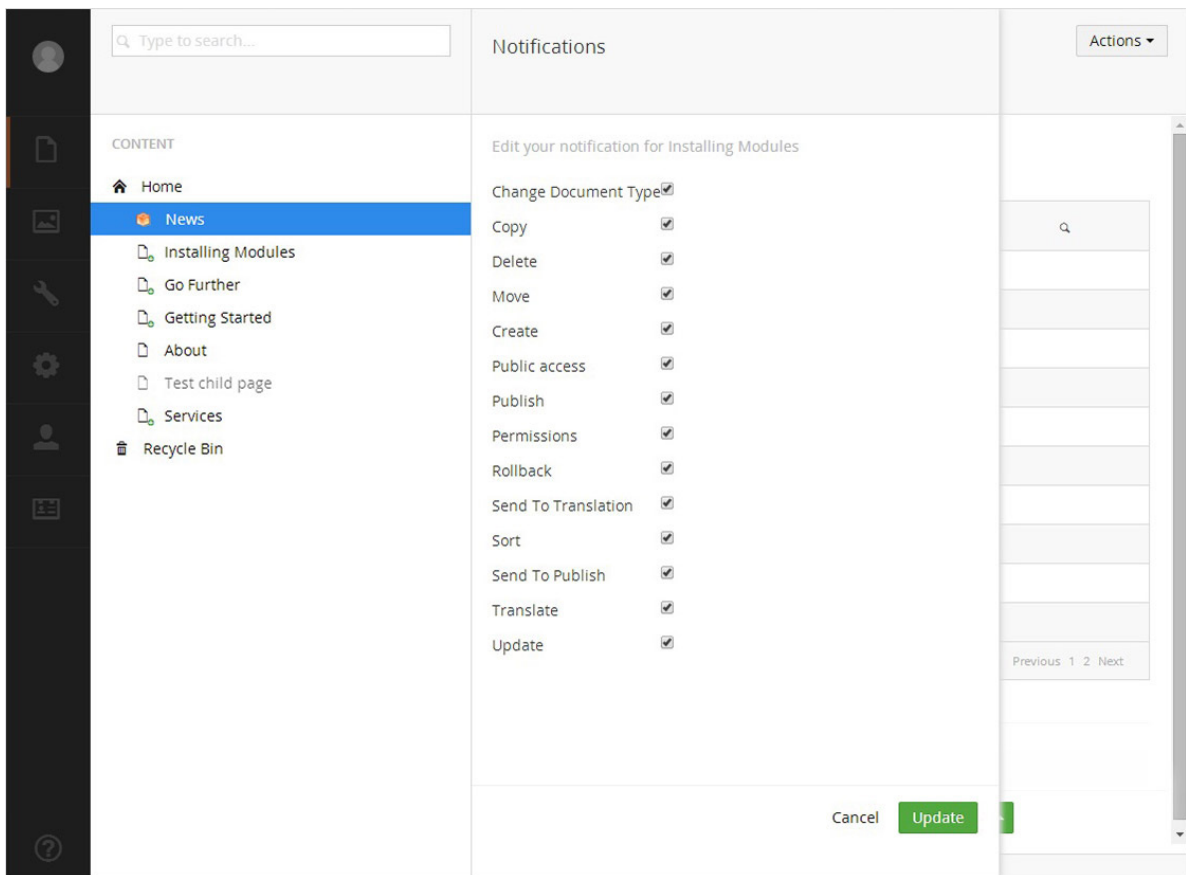 Type to search...
Notifications
Actions
CONTENT
Home
News
Installing Modules
Go Further
Getting Started
About
Test child page
Services
Recycle Bin
Edit your notification for Installing Modules
Change Document Type
Copy
Delete
Move
Create
Public access
Publish
Permissions
Rollback
Send To Translation
Sort
Send To Publish
Translate
Update
Previous 1 2 Next
Cancel Update